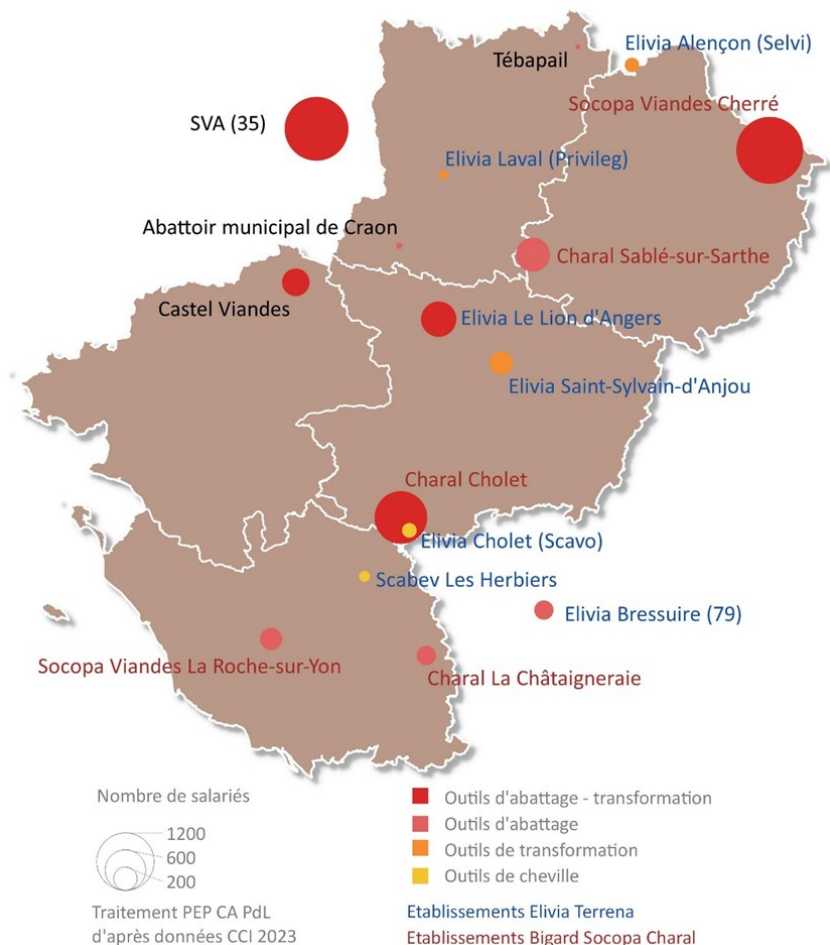 Elivia Alençon (Selvi)
Tébapail
Socopa Viandes Cherré
SVA (35)
Elivia Laval (Privileg)
Abattoir municipal de Craon
Charal Sablé-sur-Sarthe
Castel Viandes
Elivia Le Lion d'Angers
Elivia Saint-Sylvain-d'Anjou
Charal Cholet
Elivia Cholet (Scavo)
Scabev Les Herbiers
Elivia Bressuire (79)
Socopa Viandes La Roche-sur-Yon
Charal La Châtaigneraie
Nombre de salariés
1200
600
200
Traitement PEP CA PdL
d'après données CCI 2023
Outils d'abattage - transformation
Outils d'abattage
Outils de transformation
Outils de cheville
Etablissements Elivia Terrena
Etablissements Bigard Socopa Charal